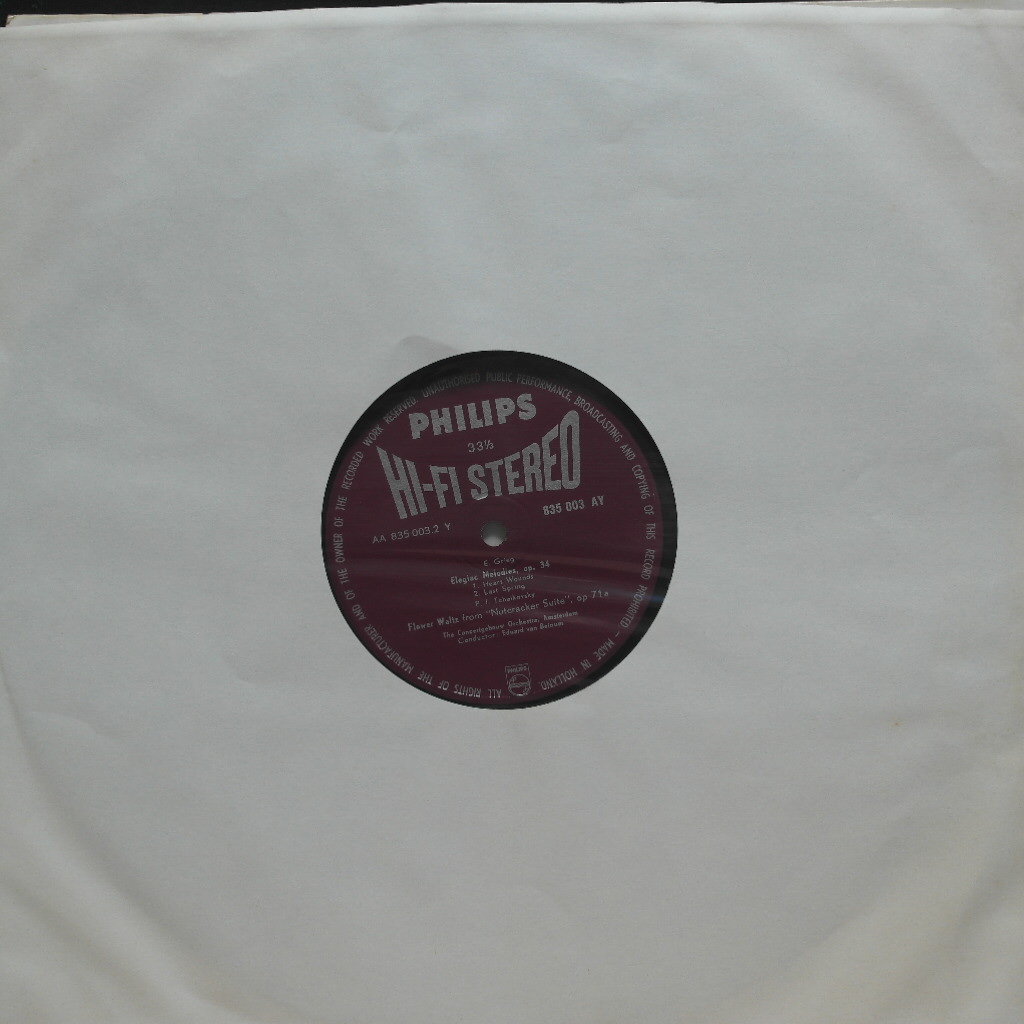 PHILIPS
33⅓
HI-FI STEREO
835 003 AY
AA 835 003.2 Y
E. Grieg
Elegiac Melodies, op. 34
1. Heart Wounds
2. Last Spring
P. I. Tchaikovsky
Flower Waltz from "Nutcracker Suite", op. 71a
The Concertgebouw Orchestra, Amsterdam
Conductor: Eduard van Beinum
PHILIPS
ALL RIGHTS OF THE MANUFACTURER AND OF THE OWNER OF THE RECORDED WORK RESERVED. UNAUTHORISED PUBLIC PERFORMANCE, BROADCASTING AND COPYING OF THIS RECORD PROHIBITED - MADE IN HOLLAND.